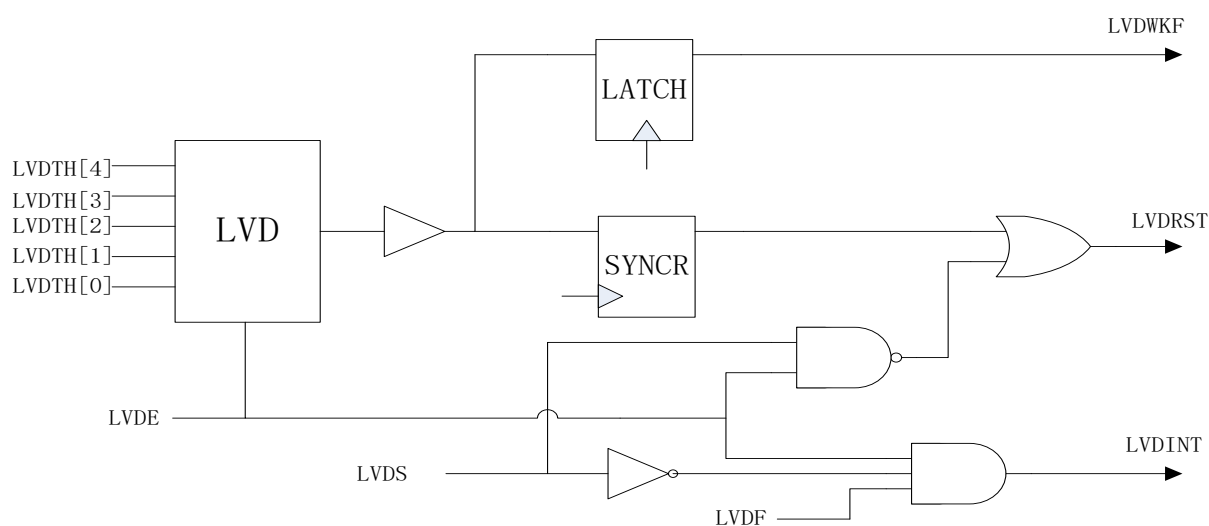 LVDWKF
LATCH
LVDTH[4]
LVDTH[3]
LVDTH[2]
LVDTH[1]
LVDTH[0]
LVD
SYNCR
LVDRST
LVDE
LVDS
LVDINT
LVDF